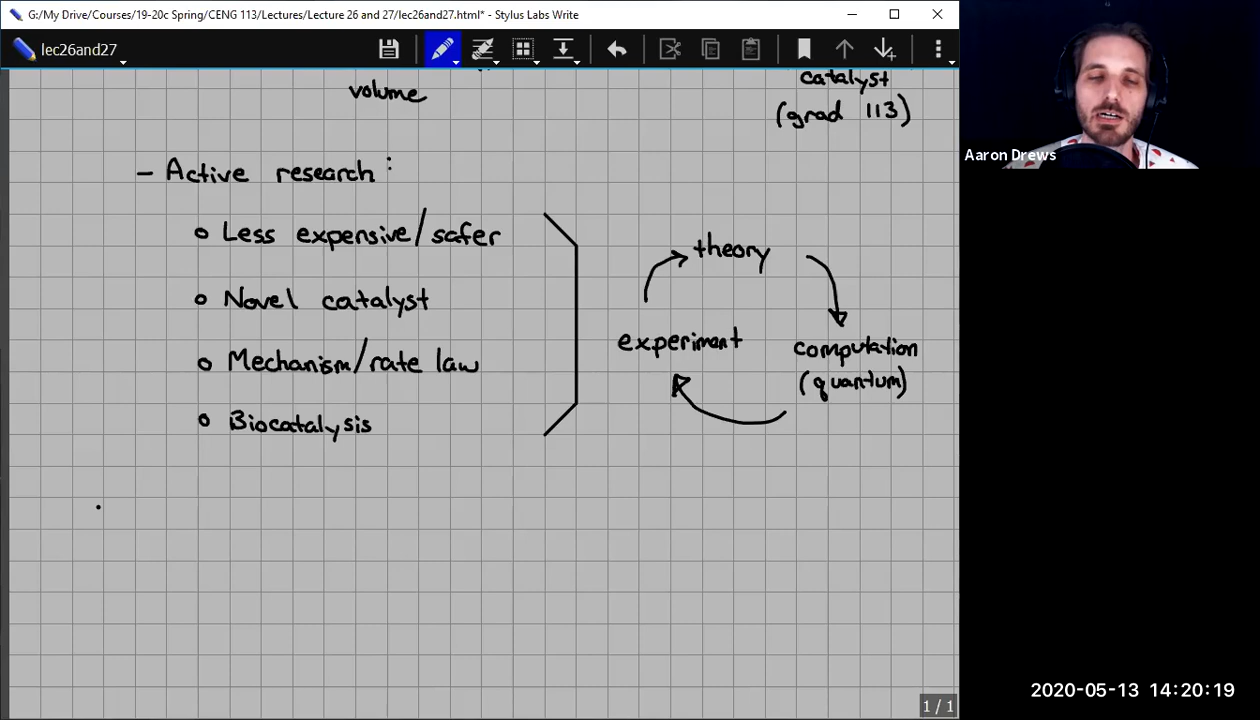 G:/My Drive/Courses/19-20c Spring/CENG 113/Lectures/Lecture 26 and 27/lec26and27.html* - Stylus Labs Write
lec26and27
volume
catalyst
(grad 113)
Aaron Drews
- Active research:
Less expensive/safer
Novel catalyst
Mechanism/rate law
Biocatalysis
theory
experiment
computation
(quantum)
1 / 1
2020-05-13 14:20:19